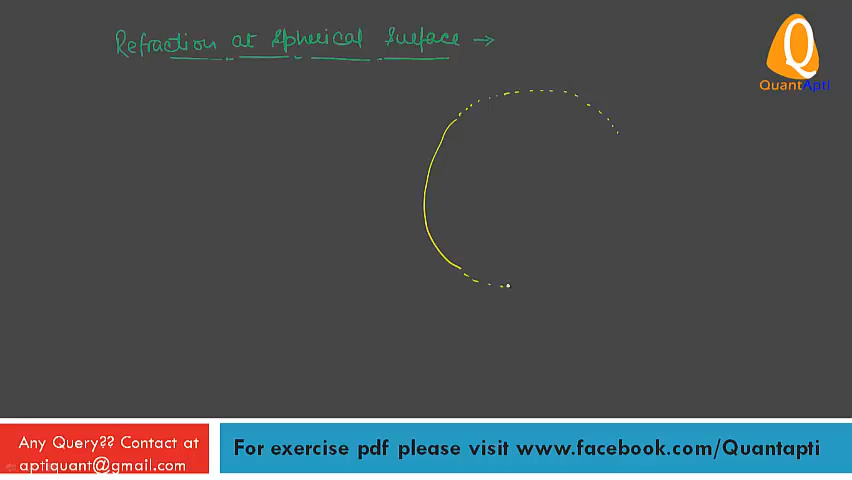 Refraction at Spherical Surface →
Q
QuantApti
Any Query?? Contact at
aptiquant@gmail.com
For exercise pdf please visit www.facebook.com/Quantapti